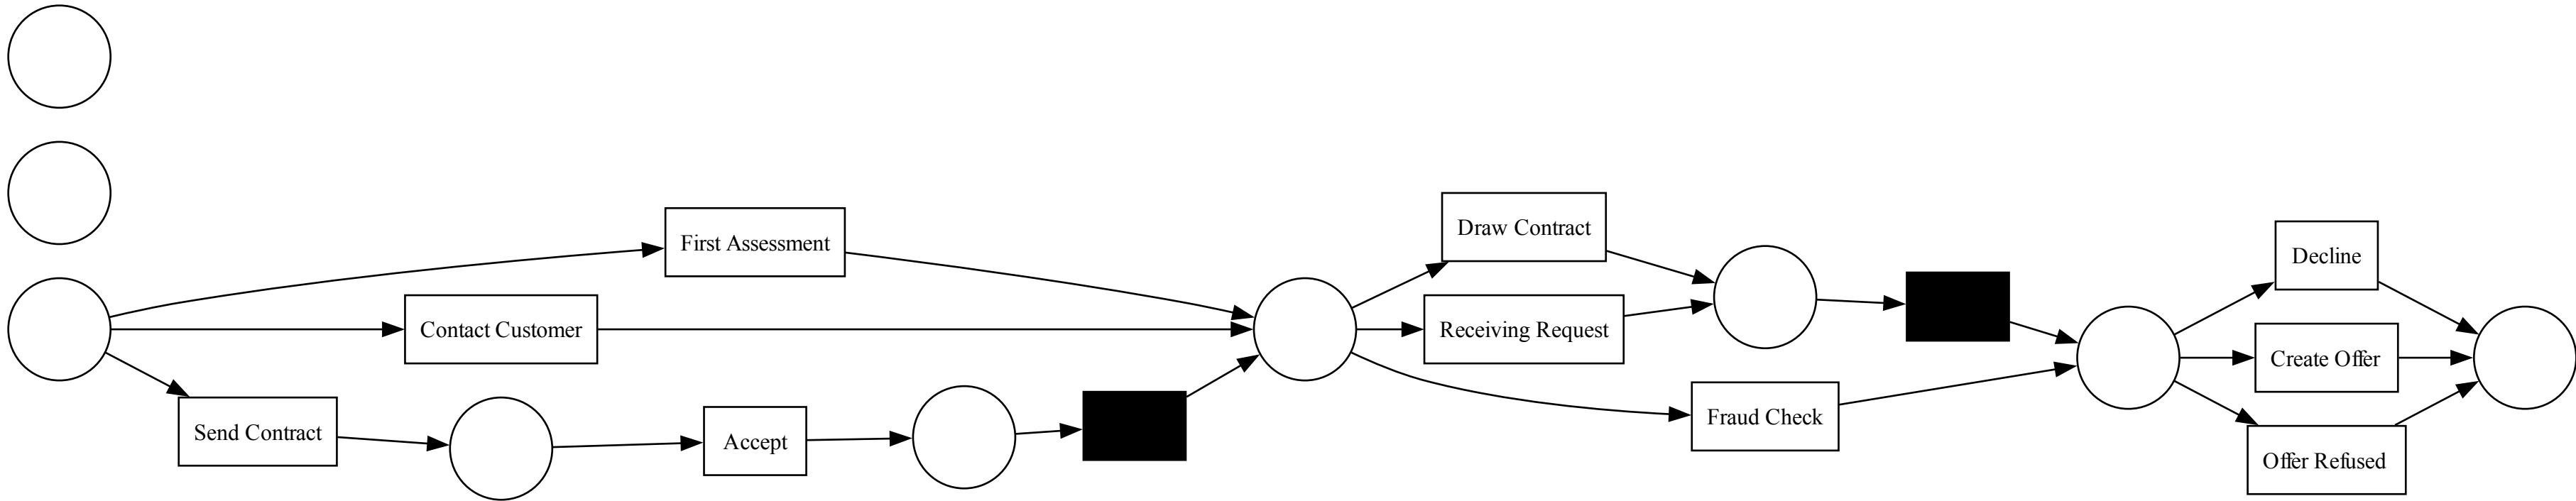 First Assessment
Contact Customer
Send Contract
Accept
Draw Contract
Receiving Request
Fraud Check
Decline
Create Offer
Offer Refused